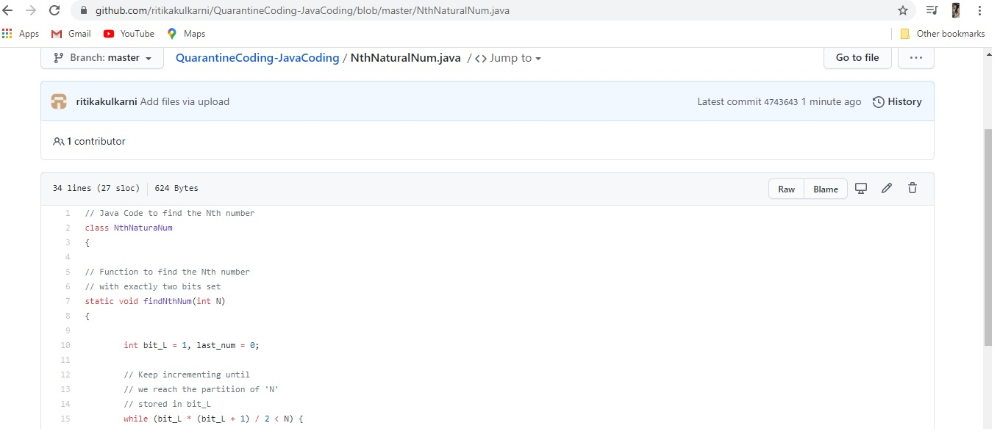 github.com/ritikakulkarni/QuarantineCoding-JavaCoding/blob/master/NthNaturalNum.java
Apps Gmail YouTube Maps Other bookmarks
Branch: master QuarantineCoding-JavaCoding / NthNaturalNum.java / <> Jump to Go to file ...
ritikakulkarni Add files via upload Latest commit 4743643 1 minute ago History
1 contributor
34 lines (27 sloc) 624 Bytes Raw Blame
1 // Java Code to find the Nth number
2 class NthNaturaNum
3 {
4
5 // Function to find the Nth number
6 // with exactly two bits set
7 static void findNthNum(int N)
8 {
9
10 int bit_L = 1, last_num = 0;
11
12 // Keep incrementing until
13 // we reach the partition of 'N'
14 // stored in bit_L
15 while (bit_L * (bit_L + 1) / 2 < N) {